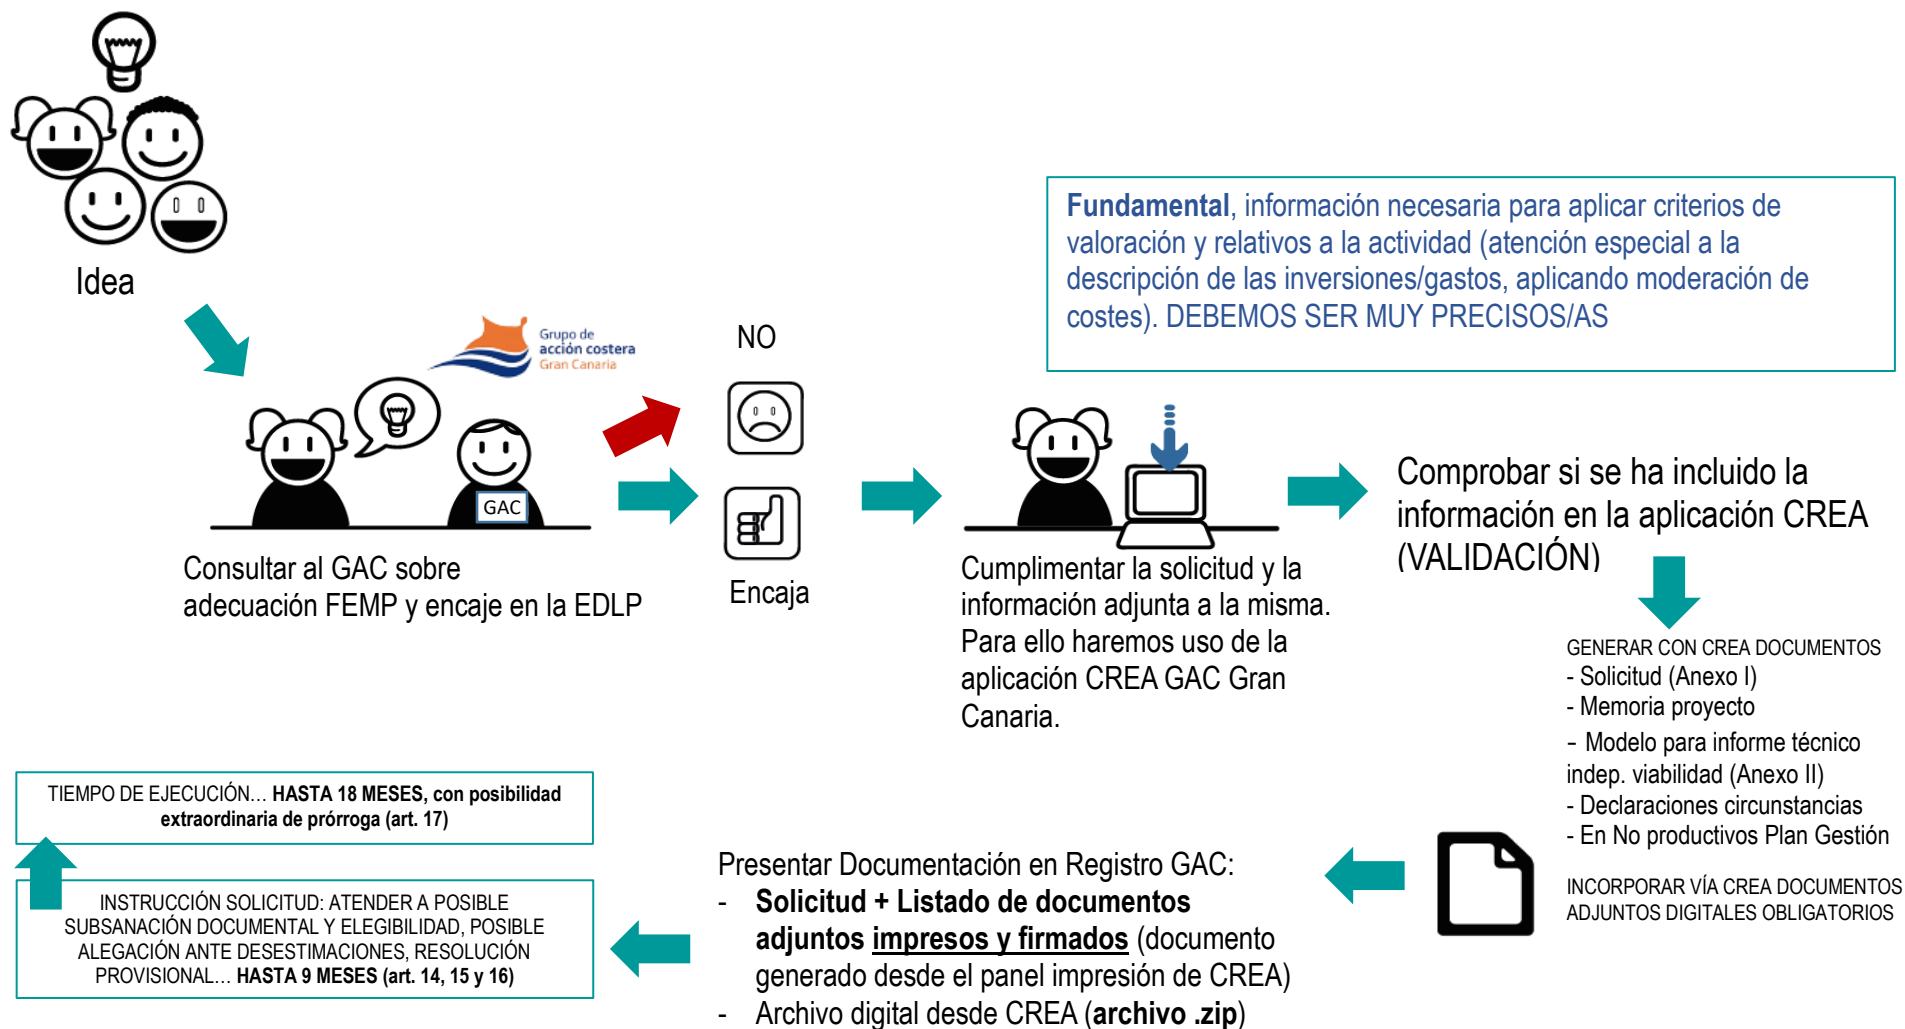 Idea
Fundamental, información necesaria para aplicar criterios de
valoración y relativos a la actividad (atención especial a la
descripción de las inversiones/gastos, aplicando moderación de
costes). DEBEMOS SER MUY PRECISOS/AS
Grupo de
acción costera
Gran Canaria
NO
GAC
Encaja
Consultar al GAC sobre
adecuación FEMP y encaje en la EDLP
Cumplimentar la solicitud y la
información adjunta a la misma.
Para ello haremos uso de la
aplicación CREA GAC Gran
Canaria.
Comprobar si se ha incluido la
información en la aplicación CREA
(VALIDACIÓN)
GENERAR CON CREA DOCUMENTOS
- Solicitud (Anexo I)
- Memoria proyecto
- Modelo para informe técnico
indep. viabilidad (Anexo II)
- Declaraciones circunstancias
- En No productivos Plan Gestión
INCORPORAR VÍA CREA DOCUMENTOS
ADJUNTOS DIGITALES OBLIGATORIOS
Presentar Documentación en Registro GAC:
- Solicitud + Listado de documentos
adjuntos impresos y firmados (documento
generado desde el panel impresión de CREA)
- Archivo digital desde CREA (archivo .zip)
INSTRUCCIÓN SOLICITUD: ATENDER A POSIBLE
SUBSANACIÓN DOCUMENTAL Y ELEGIBILIDAD, POSIBLE
ALEGACIÓN ANTE DESESTIMACIONES, RESOLUCIÓN
PROVISIONAL… HASTA 9 MESES (art. 14, 15 y 16)
TIEMPO DE EJECUCIÓN… HASTA 18 MESES, con posibilidad
extraordinaria de prórroga (art. 17)